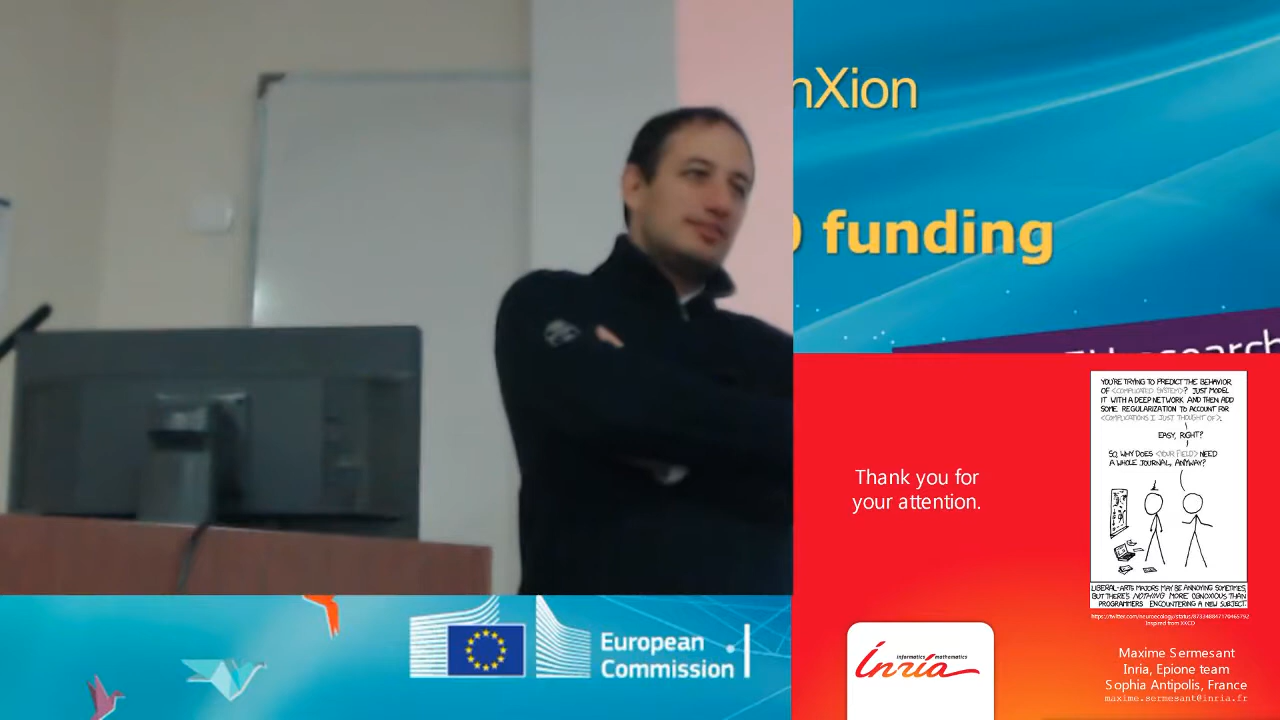 nXion
funding
YOU'RE TRYING TO PREDICT THE BEHAVIOR
OF <COMPLICATED SYSTEM>? JUST MODEL
IT WITH A DEEP NETWORK AND THEN ADD
SOME REGULARIZATION TO ACCOUNT FOR
<COMPLICATIONS I JUST THOUGHT OF>.
EASY, RIGHT?
SO, WHY DOES <YOUR FIELD> NEED
A WHOLE JOURNAL, ANYWAY?
LIBERAL-ARTS MAJORS MAY BE ANNOYING SOMETIMES,
BUT THERE'S NOTHING MORE OBNOXIOUS THAN
PROGRAMMERS ENCOUNTERING A NEW SUBJECT.
Inspired from XKCD
Thank you for
your attention.
informatics mathematics
Inria
Maxime Sermesant
Inria, Epione team
Sophia Antipolis, France
maxime.sermesant@inria.fr
European
Commission